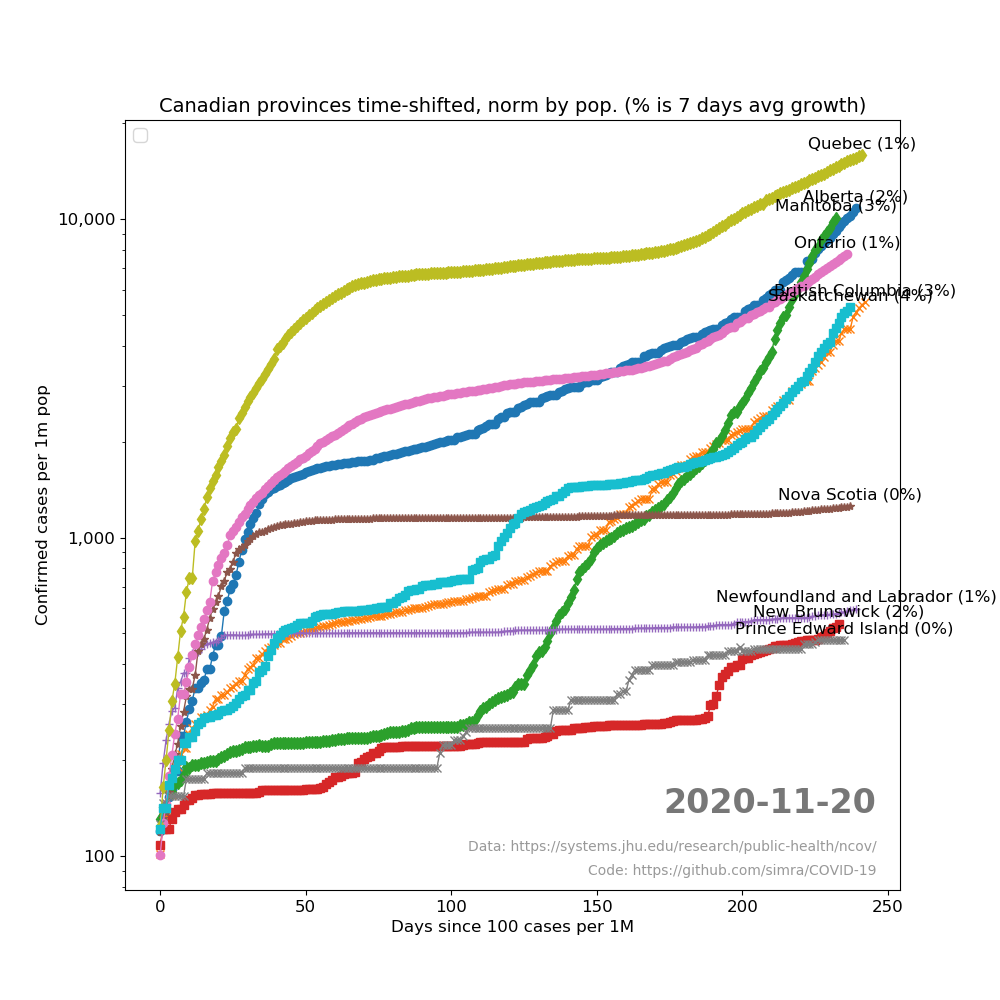 Canadian provinces time-shifted, norm by pop. (% is 7 days avg growth)
Quebec (1%)
Alberta (2%)
Manitoba (3%)
10,000
Ontario (1%)
British Columbia (3%)
Saskatchewan (4%)
Confirmed cases per 1m pop
Nova Scotia (0%)
1,000
Newfoundland and Labrador (1%)
New Brunswick (2%)
Prince Edward Island (0%)
2020-11-20
Data: https://systems.jhu.edu/research/public-health/ncov/
100
Code: https://github.com/simra/COVID-19
0 50 100 150 200 250
Days since 100 cases per 1M